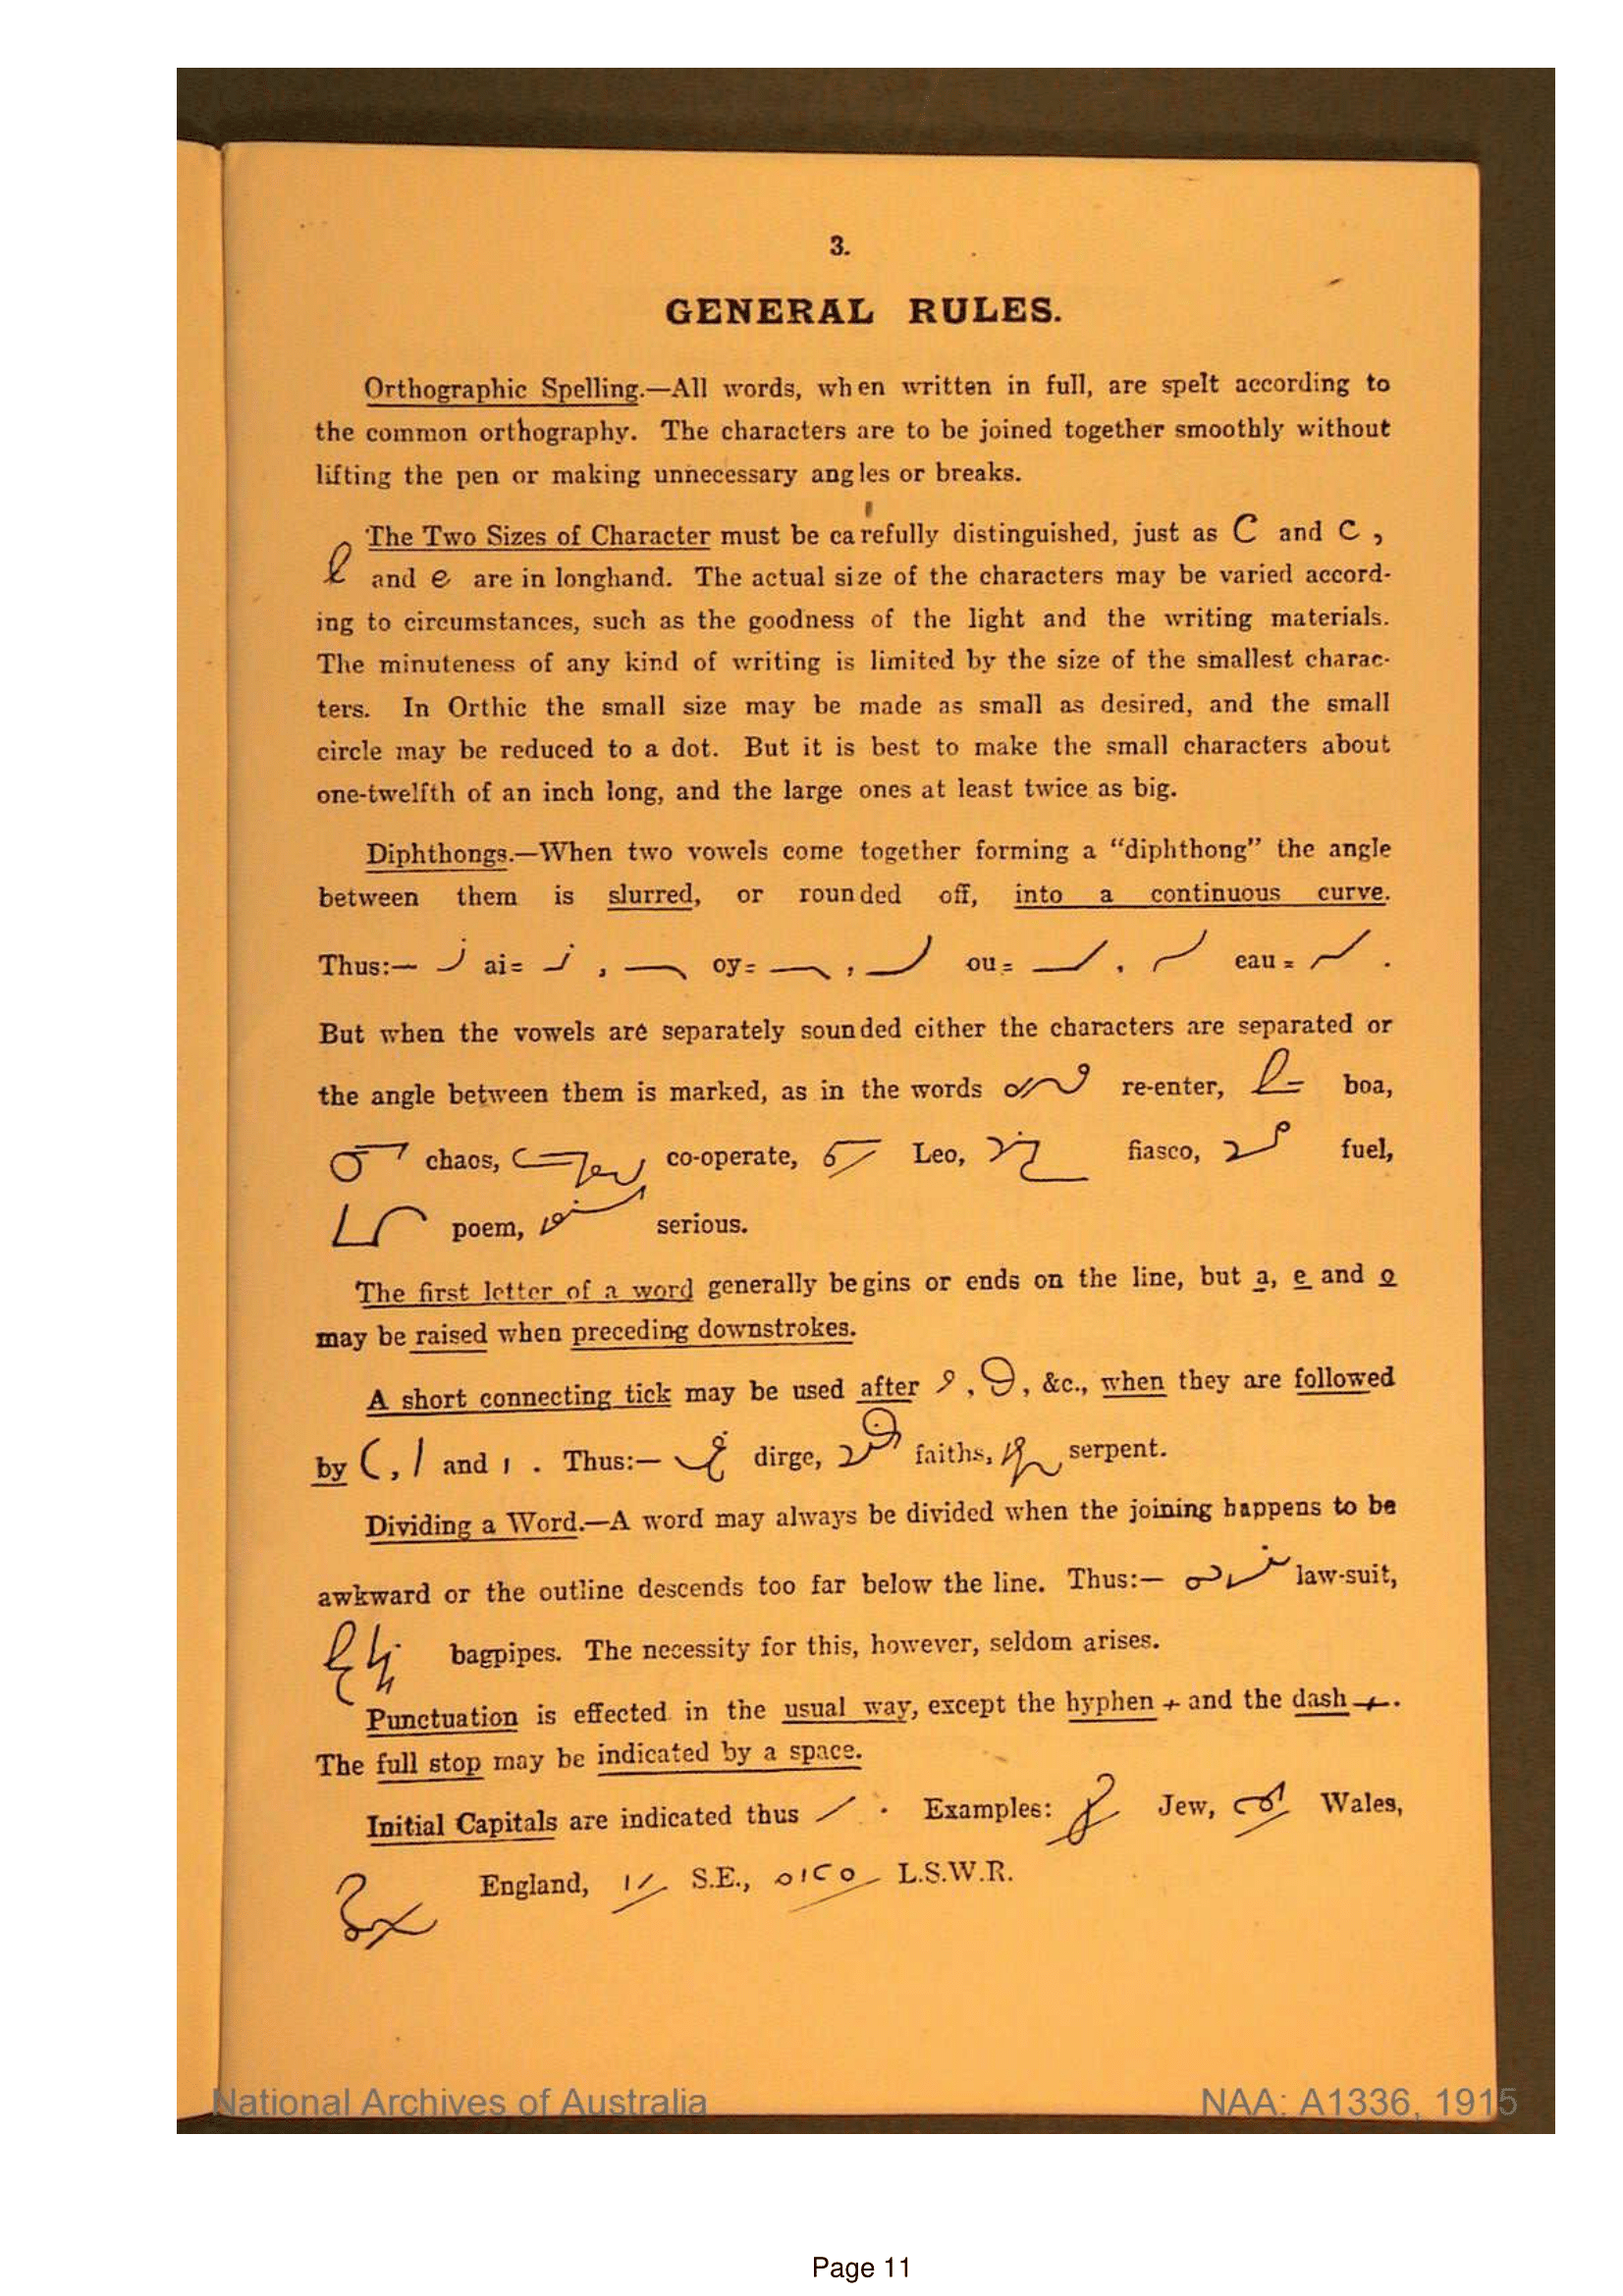 3.
GENERAL RULES.
Orthographic Spelling.—All words, when written in full, are spelt according to
the common orthography. The characters are to be joined together smoothly without
lifting the pen or making unnecessary angles or breaks.
The Two Sizes of Character must be carefully distinguished, just as C and c,
l and e are in longhand. The actual size of the characters may be varied accord-
ing to circumstances, such as the goodness of the light and the writing materials.
The minuteness of any kind of writing is limited by the size of the smallest charac-
ters. In Orthic the small size may be made as small as desired, and the small
circle may be reduced to a dot. But it is best to make the small characters about
one-twelfth of an inch long, and the large ones at least twice as big.
Diphthongs.—When two vowels come together forming a “diphthong” the angle
between them is slurred, or rounded off, into a continuous curve.
Thus:— ai= , oy= , ou= , eau= .
But when the vowels are separately sounded either the characters are separated or
the angle between them is marked, as in the words re-enter, boa,
chaos, co-operate, Leo, fiasco, fuel,
poem, serious.
The first letter of a word generally begins or ends on the line, but a, e and o
may be raised when preceding downstrokes.
A short connecting tick may be used after , , &c., when they are followed
by , and . Thus:— dirge, faiths, serpent.
Dividing a Word.—A word may always be divided when the joining happens to be
awkward or the outline descends too far below the line. Thus:— law-suit,
bagpipes. The necessity for this, however, seldom arises.
Punctuation is effected in the usual way, except the hyphen and the dash .
The full stop may be indicated by a space.
Initial Capitals are indicated thus . Examples: Jew, Wales,
England, S.E., L.S.W.R.
National Archives of Australia NAA: A1336, 1915
Page 11